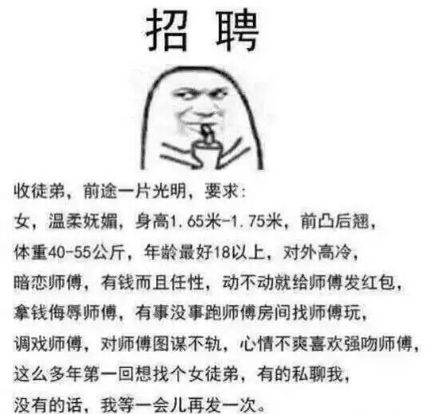 招聘
收徒弟，前途一片光明，要求:
女，温柔妩媚，身高1.65米-1.75米，前凸后翘，
体重40-55公斤，年龄最好18以上，对外高冷，
暗恋师傅，有钱而且任性，动不动就给师傅发红包，
拿钱侮辱师傅，有事没事跑师傅房间找师傅玩，
调戏师傅，对师傅图谋不轨，心情不爽喜欢强吻师傅，
这么多年第一回想找个女徒弟，有的私聊我，
没有的话，我等一会儿再发一次。